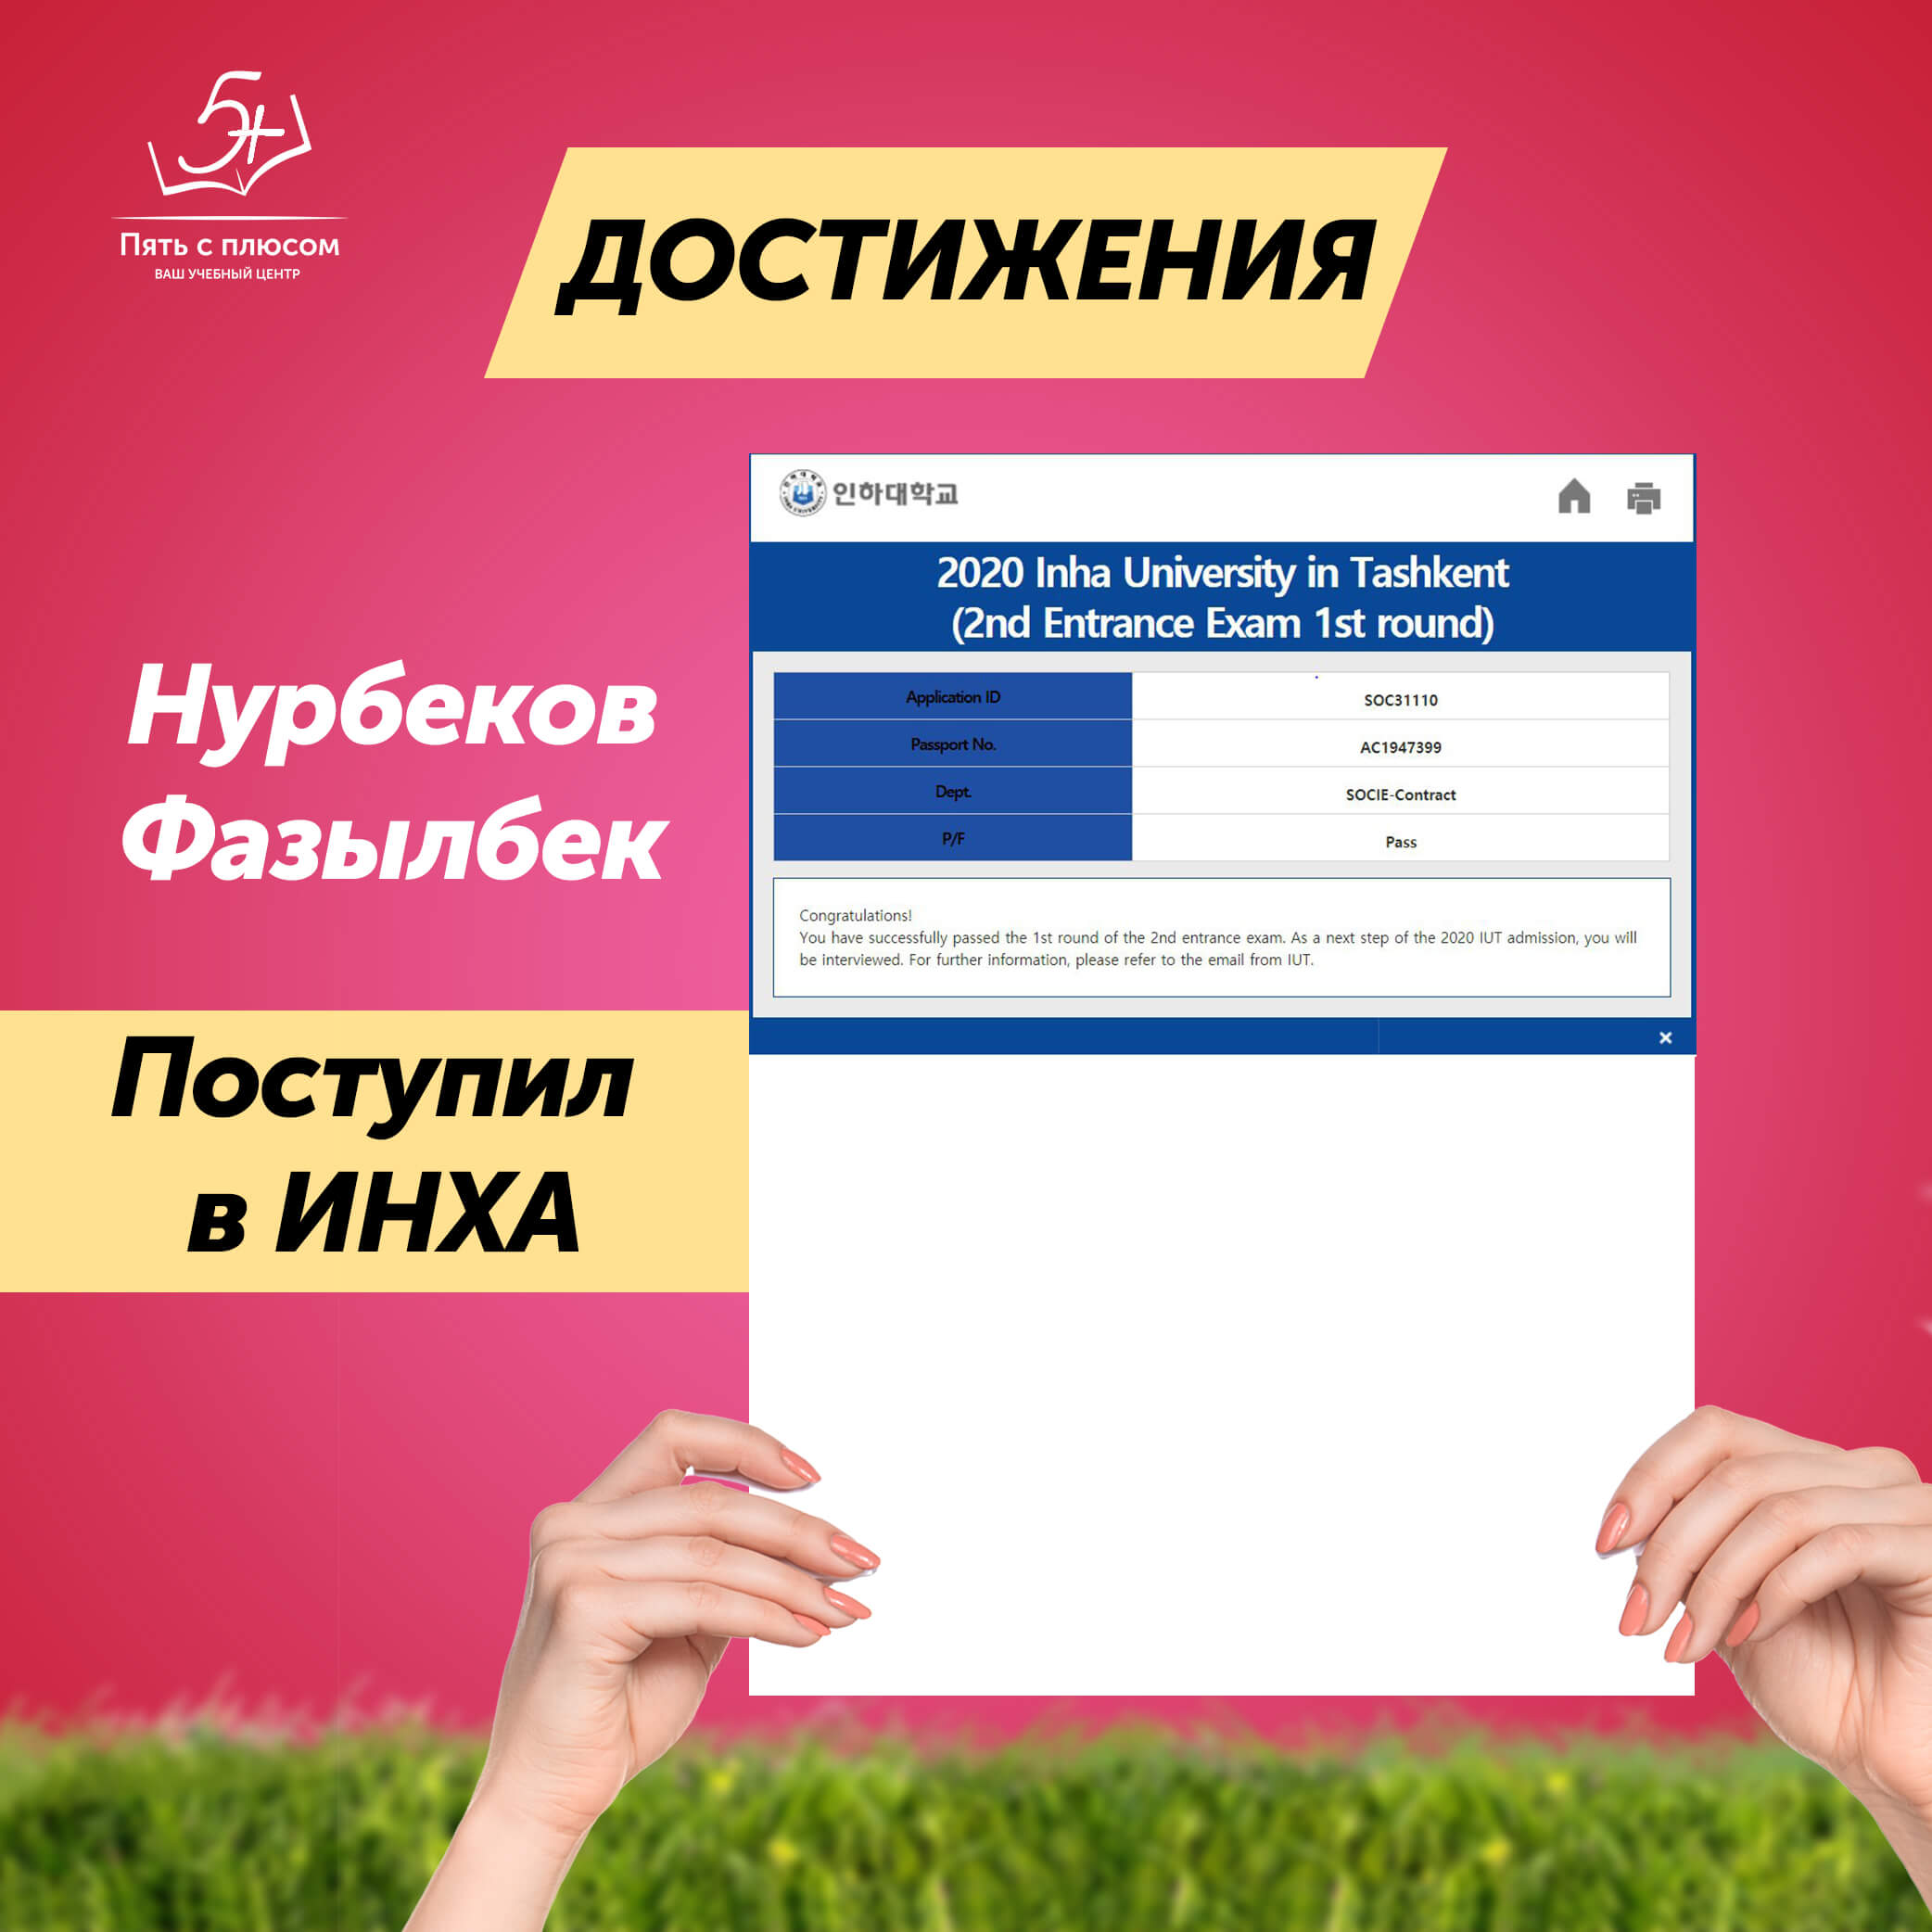 5+
Пять с плюсом
ВАШ УЧЕБНЫЙ ЦЕНТР
ДОСТИЖЕНИЯ
Нурбеков
Фазылбек
Поступил
в ИНХА
인하대학교
2020 Inha University in Tashkent
(2nd Entrance Exam 1st round)
Application ID SOC31110
Passport No. AC1947399
Dept. SOCIE-Contract
P/F Pass
Congratulations!
You have successfully passed the 1st round of the 2nd entrance exam. As a next step of the 2020 IUT admission, you will
be interviewed. For further information, please refer to the email from IUT.